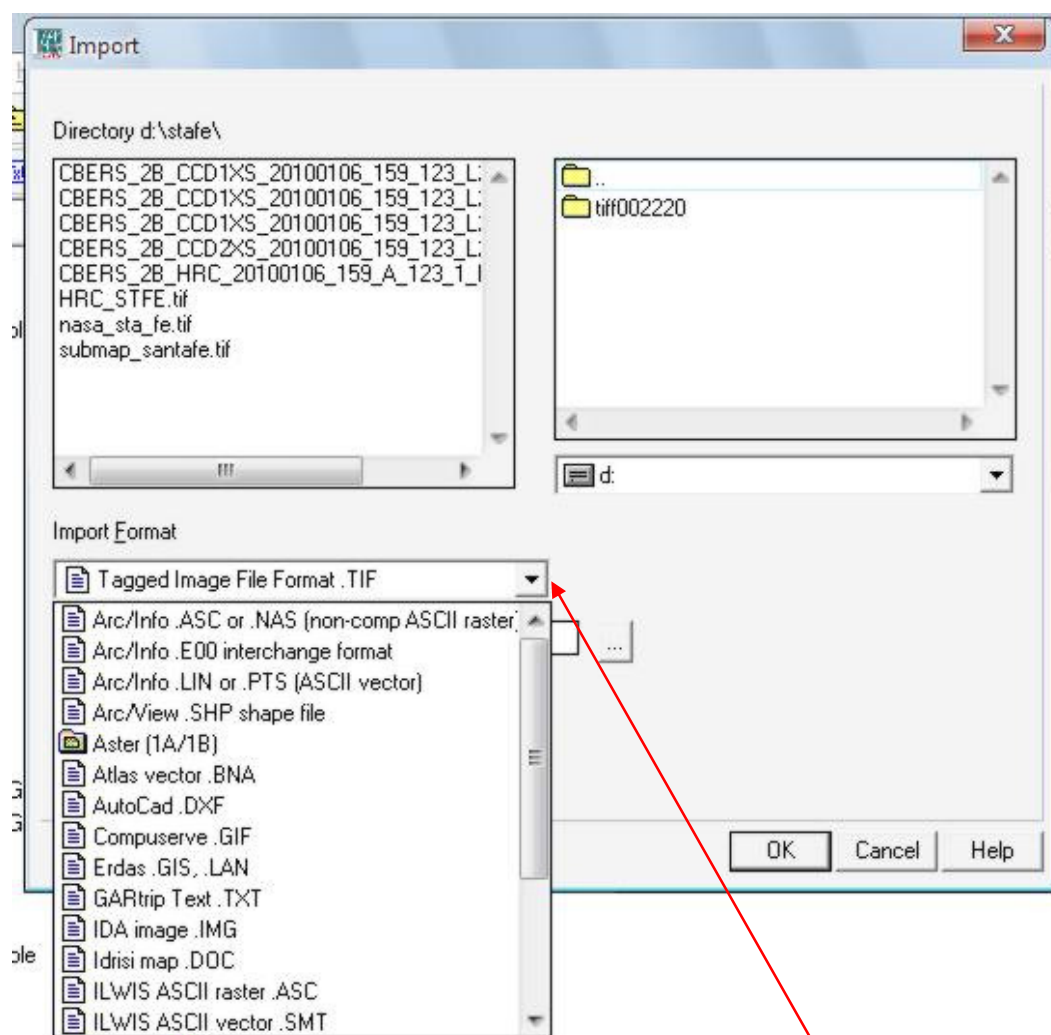 Import
Directory d:\stafe\
CBERS_2B_CCD1XS_20100106_159_123_L
CBERS_2B_CCD1XS_20100106_159_123_L
CBERS_2B_CCD1XS_20100106_159_123_L
CBERS_2B_CCD2XS_20100106_159_123_L
CBERS_2B_HRC_20100106_159_A_123_1_
HRC_STFE.tif
nasa_sta_fe.tif
submap_santafe.tif
..
tiff002220
d:
Import Format
Tagged Image File Format .TIF
Arc/Info .ASC or .NAS (non-comp ASCII raster)
Arc/Info .E00 interchange format
...
Arc/Info .LIN or .PTS (ASCII vector)
Arc/View .SHP shape file
Aster (1A/1B)
Atlas vector .BNA
AutoCad .DXF
Compuserve .GIF
Erdas .GIS, .LAN
GARtrip Text .TXT
IDA image .IMG
Idrisi map .DOC
ILWIS ASCII raster .ASC
ILWIS ASCII vector .SMT
OK Cancel Help